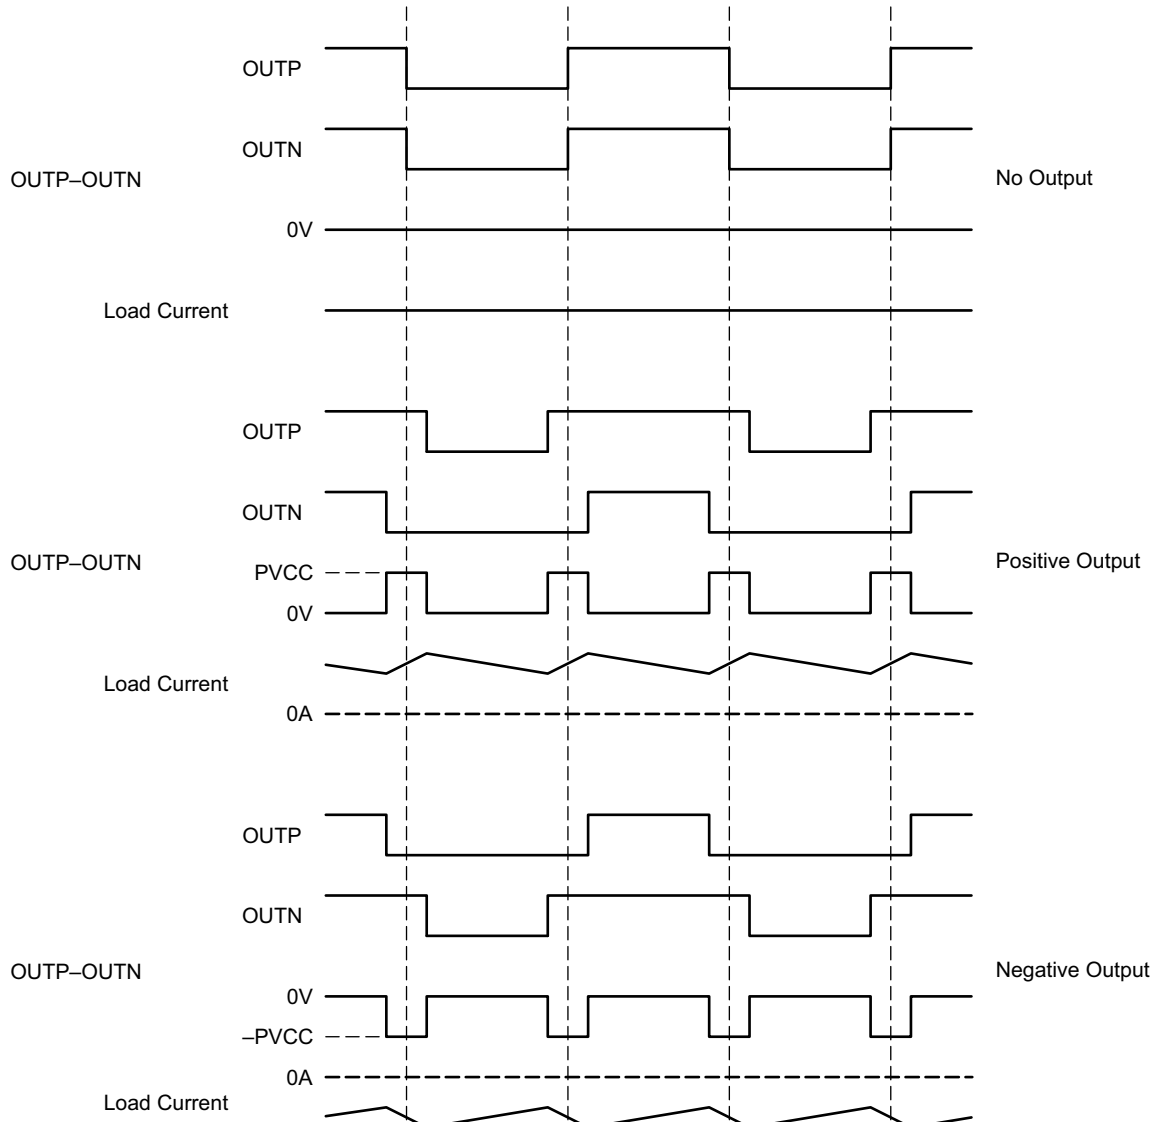 OUTP
OUTN
OUTP–OUTN
No Output
0V
Load Current
OUTP
OUTN
OUTP–OUTN
Positive Output
PVCC
0V
Load Current
0A
OUTP
OUTN
OUTP–OUTN
Negative Output
0V
–PVCC
0A
Load Current